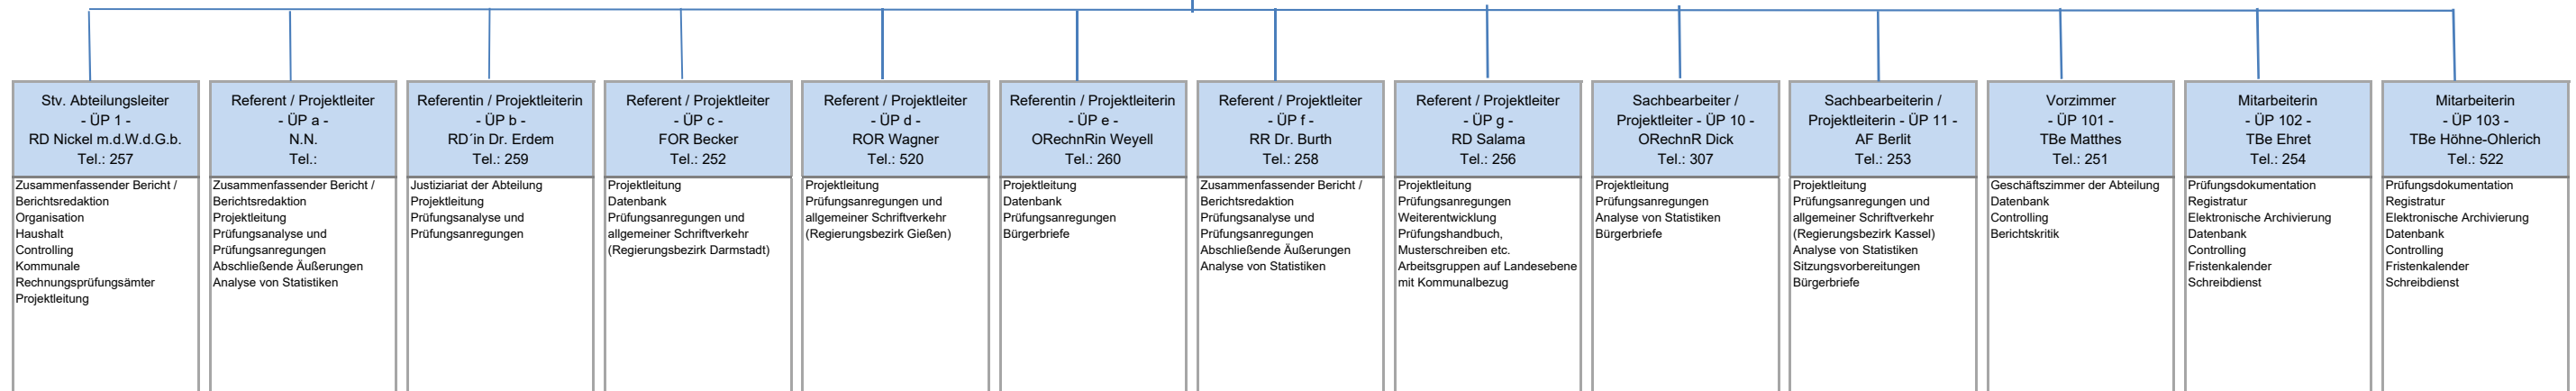 Stv. Abteilungsleiter
- ÜP 1 -
RD Nickel m.d.W.d.G.b.
Tel.: 257
Zusammenfassender Bericht /
Berichtsredaktion
Organisation
Haushalt
Controlling
Kommunale
Rechnungsprüfungsämter
Projektleitung
Referent / Projektleiter
- ÜP a -
N.N.
Tel.:
Zusammenfassender Bericht /
Berichtsredaktion
Projektleitung
Prüfungsanalyse und
Prüfungsanregungen
Abschließende Äußerungen
Analyse von Statistiken
Referentin / Projektleiterin
- ÜP b -
RD´in Dr. Erdem
Tel.: 259
Justiziariat der Abteilung
Projektleitung
Prüfungsanalyse und
Prüfungsanregungen
Referent / Projektleiter
- ÜP c -
FOR Becker
Tel.: 252
Projektleitung
Datenbank
Prüfungsanregungen und
allgemeiner Schriftverkehr
(Regierungsbezirk Darmstadt)
Referent / Projektleiter
- ÜP d -
ROR Wagner
Tel.: 520
Projektleitung
Prüfungsanregungen und
allgemeiner Schriftverkehr
(Regierungsbezirk Gießen)
Referentin / Projektleiterin
- ÜP e -
ORechnRin Weyell
Tel.: 260
Projektleitung
Datenbank
Prüfungsanregungen
Bürgerbriefe
Referent / Projektleiter
- ÜP f -
RR Dr. Burth
Tel.: 258
Zusammenfassender Bericht /
Berichtsredaktion
Prüfungsanalyse und
Prüfungsanregungen
Abschließende Äußerungen
Analyse von Statistiken
Referent / Projektleiter
- ÜP g -
RD Salama
Tel.: 256
Projektleitung
Prüfungsanregungen
Weiterentwicklung
Prüfungshandbuch,
Musterschreiben etc.
Arbeitsgruppen auf Landesebene
mit Kommunalbezug
Sachbearbeiter /
Projektleiter - ÜP 10 -
ORechnR Dick
Tel.: 307
Projektleitung
Prüfungsanregungen
Analyse von Statistiken
Bürgerbriefe
Sachbearbeiterin /
Projektleiterin - ÜP 11 -
AF Berlit
Tel.: 253
Projektleitung
Prüfungsanregungen und
allgemeiner Schriftverkehr
(Regierungsbezirk Kassel)
Analyse von Statistiken
Sitzungsvorbereitungen
Bürgerbriefe
Vorzimmer
- ÜP 101 -
TBe Matthes
Tel.: 251
Geschäftszimmer der Abteilung
Datenbank
Controlling
Berichtskritik
Mitarbeiterin
- ÜP 102 -
TBe Ehret
Tel.: 254
Prüfungsdokumentation
Registratur
Elektronische Archivierung
Datenbank
Controlling
Fristenkalender
Schreibdienst
Mitarbeiterin
- ÜP 103 -
TBe Höhne-Ohlerich
Tel.: 522
Prüfungsdokumentation
Registratur
Elektronische Archivierung
Datenbank
Controlling
Fristenkalender
Schreibdienst